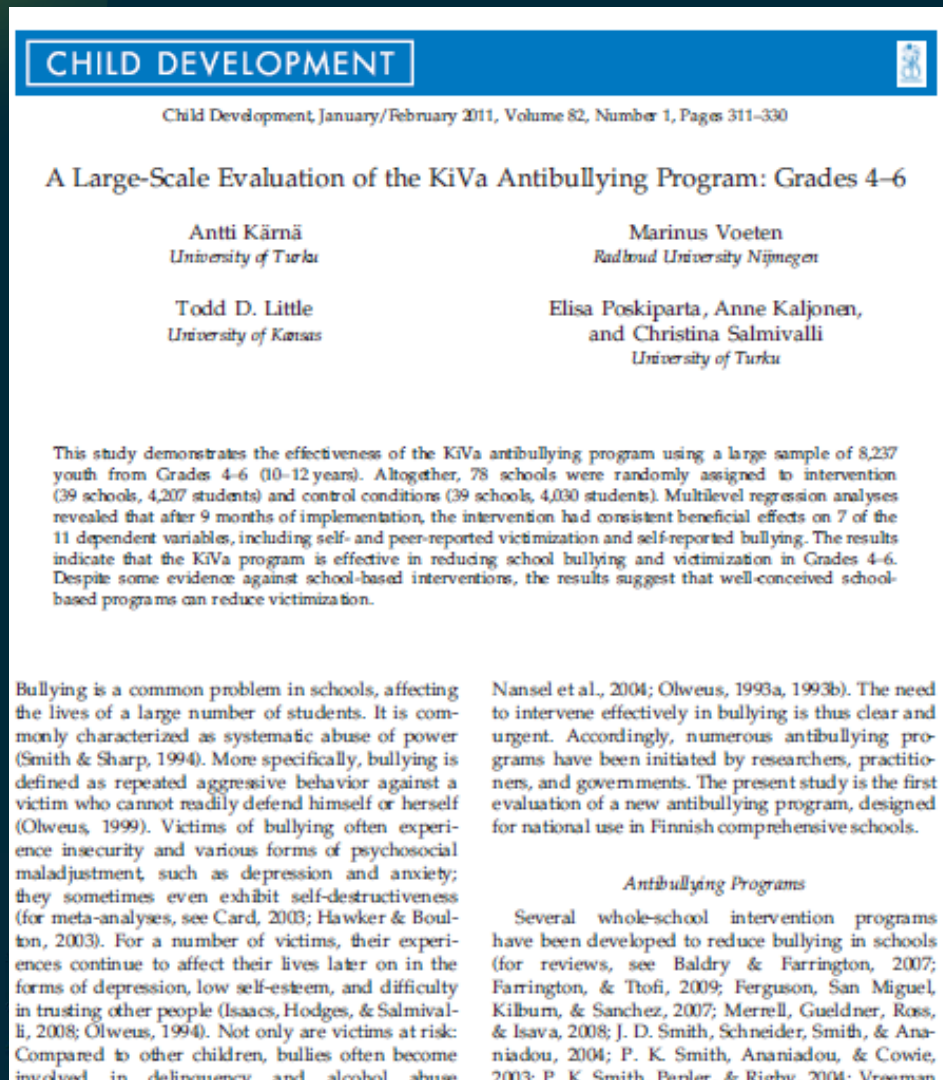 CHILD DEVELOPMENT
Child Development, January/February 2011, Volume 82, Number 1, Pages 311–330
A Large-Scale Evaluation of the KiVa Antibullying Program: Grades 4–6
Antti Kärnä
University of Turku
Marinus Voeten
Radboud University Nijmegen
Todd D. Little
University of Kansas
Elisa Poskiparta, Anne Kaljonen,
and Christina Salmivalli
University of Turku
This study demonstrates the effectiveness of the KiVa antibullying program using a large sample of 8,237
youth from Grades 4–6 (10–12 years). Altogether, 78 schools were randomly assigned to intervention
(39 schools, 4,207 students) and control conditions (39 schools, 4,030 students). Multilevel regression analyses
revealed that after 9 months of implementation, the intervention had consistent beneficial effects on 7 of the
11 dependent variables, including self- and peer-reported victimization and self-reported bullying. The results
indicate that the KiVa program is effective in reducing school bullying and victimization in Grades 4–6.
Despite some evidence against school-based interventions, the results suggest that well-conceived school-
based programs can reduce victimization.
Bullying is a common problem in schools, affecting
the lives of a large number of students. It is com-
monly characterized as systematic abuse of power
(Smith & Sharp, 1994). More specifically, bullying is
defined as repeated aggressive behavior against a
victim who cannot readily defend himself or herself
(Olweus, 1999). Victims of bullying often experi-
ence insecurity and various forms of psychosocial
maladjustment, such as depression and anxiety;
they sometimes even exhibit self-destructiveness
(for meta-analyses, see Card, 2003; Hawker & Boul-
ton, 2003). For a number of victims, their experi-
ences continue to affect their lives later on in the
forms of depression, low self-esteem, and difficulty
in trusting other people (Isaacs, Hodges, & Salmival-
li, 2008; Olweus, 1994). Not only are victims at risk:
Compared to other children, bullies often become
involved in delinquency and alcohol abuse
Nansel et al., 2004; Olweus, 1993a, 1993b). The need
to intervene effectively in bullying is thus clear and
urgent. Accordingly, numerous antibullying pro-
grams have been initiated by researchers, practitio-
ners, and governments. The present study is the first
evaluation of a new antibullying program, designed
for national use in Finnish comprehensive schools.
Antibullying Programs
Several whole-school intervention programs
have been developed to reduce bullying in schools
(for reviews, see Baldry & Farrington, 2007;
Farrington, & Ttofi, 2009; Ferguson, San Miguel,
Kilburn, & Sanchez, 2007; Merrell, Gueldner, Ross,
& Isava, 2008; J. D. Smith, Schneider, Smith, & Ana-
niadou, 2004; P. K. Smith, Ananiadou, & Cowie,
2003; P. K. Smith, Pepler, & Rigby, 2004; Vreeman